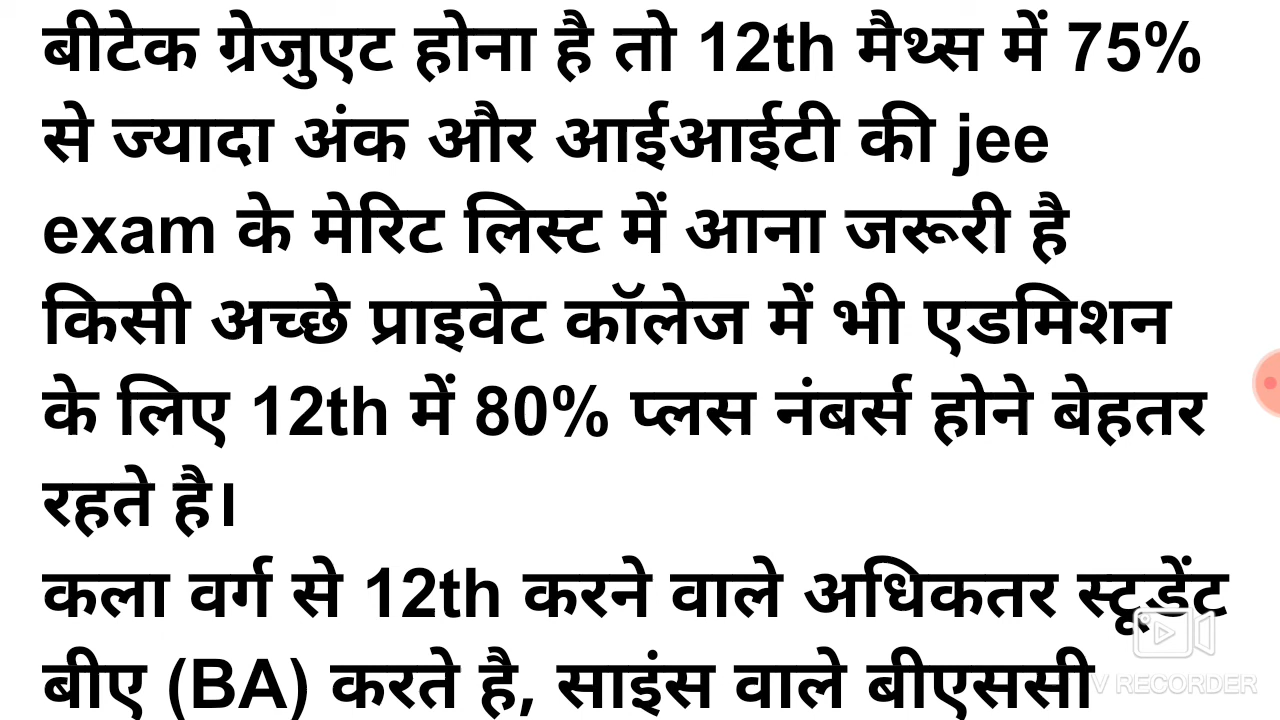 बीटेक ग्रेजुएट होना है तो 12th मैथ्स में 75%
से ज्यादा अंक और आईआईटी की jee
exam के मेरिट लिस्ट में आना जरूरी है
किसी अच्छे प्राइवेट कॉलेज में भी एडमिशन
के लिए 12th में 80% प्लस नंबर्स होने बेहतर
रहते है।
कला वर्ग से 12th करने वाले अधिकतर स्टूडेंट
बीए (BA) करते है, साइंस वाले बीएससी
V RECORDER